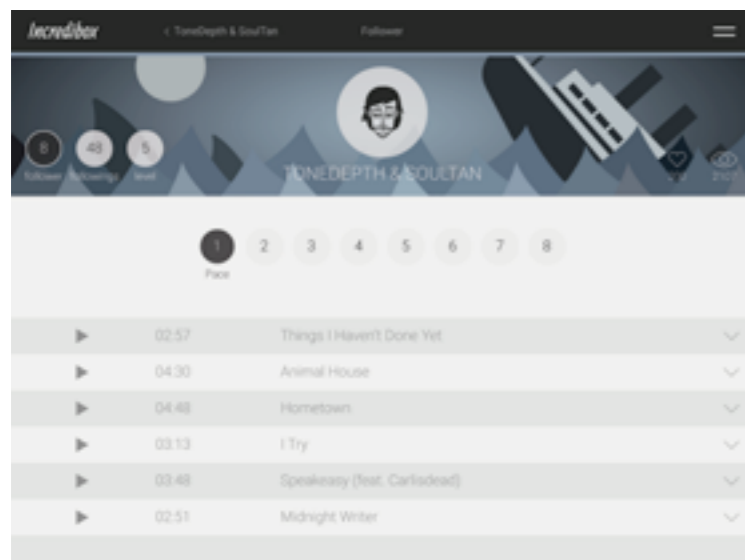 Incredibox
< ToneDepth & SoulTan
Follower
8
48
5
follower
followings
level
TONEDEPTH & SOULTAN
1 2 3 4 5 6 7 8
02:57 Things I Haven't Done Yet
04:30 Animal House
04:48 Hometown
03:13 I Try
03:48 Speakeasy (feat. Carlisdead)
02:51 Midnight Writer